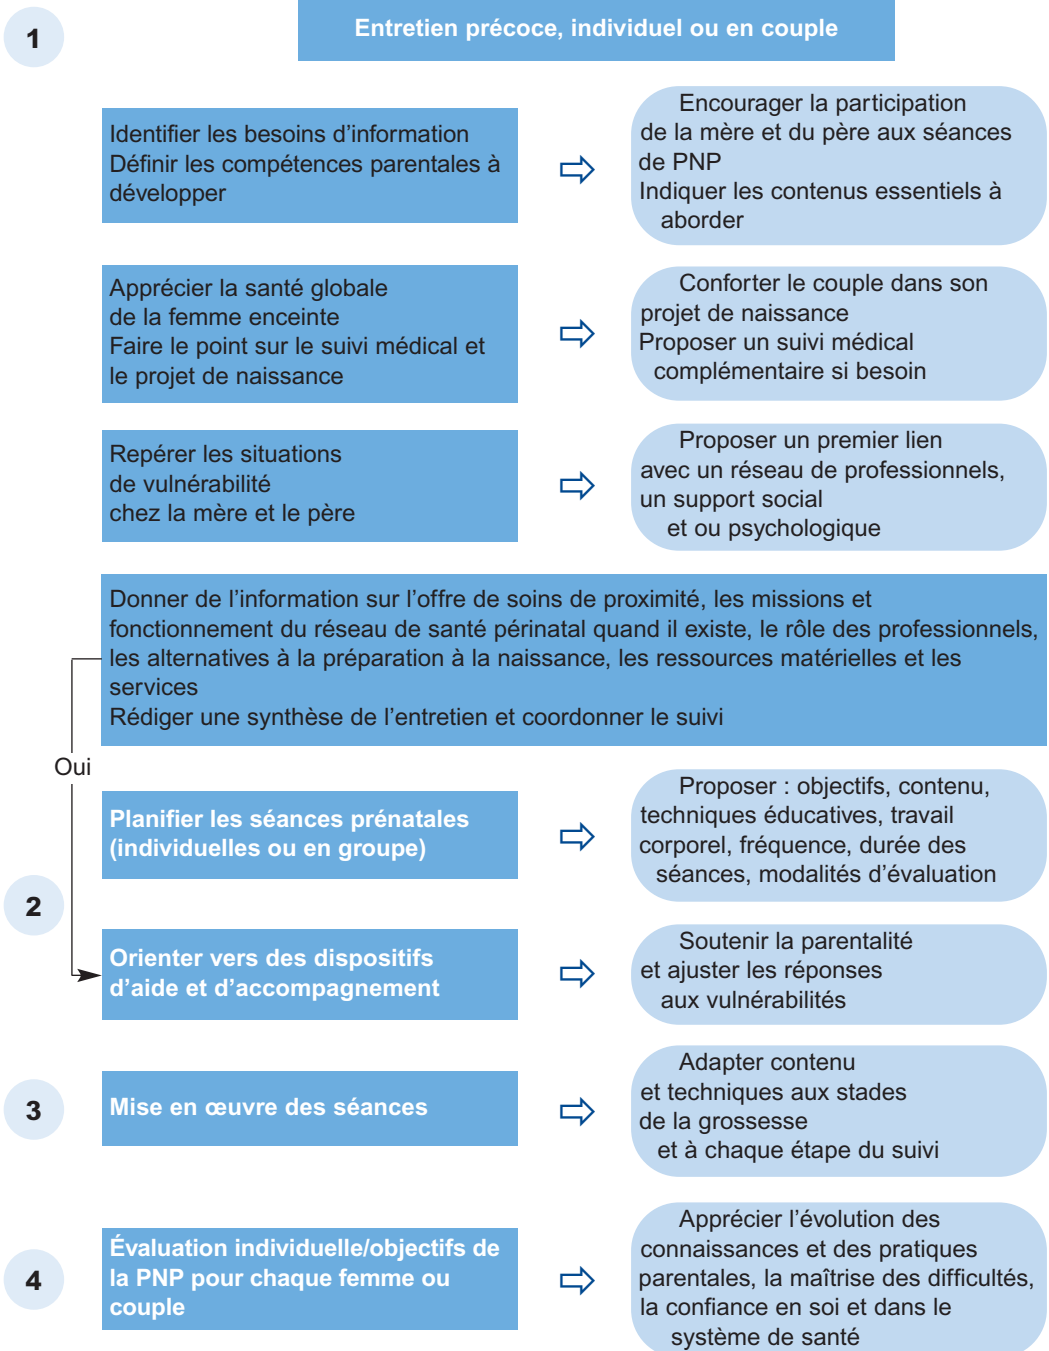 1
Entretien précoce, individuel ou en couple
Identifier les besoins d’information
Définir les compétences parentales à
développer
Encourager la participation
de la mère et du père aux séances
de PNP
Indiquer les contenus essentiels à
aborder
Apprécier la santé globale
de la femme enceinte
Faire le point sur le suivi médical et
le projet de naissance
Conforter le couple dans son
projet de naissance
Proposer un suivi médical
complémentaire si besoin
Repérer les situations
de vulnérabilité
chez la mère et le père
Proposer un premier lien
avec un réseau de professionnels,
un support social
et ou psychologique
Donner de l’information sur l’offre de soins de proximité, les missions et
fonctionnement du réseau de santé périnatal quand il existe, le rôle des professionnels,
les alternatives à la préparation à la naissance, les ressources matérielles et les
services
Rédiger une synthèse de l’entretien et coordonner le suivi
Oui
2
Planifier les séances prénatales
(individuelles ou en groupe)
Proposer : objectifs, contenu,
techniques éducatives, travail
corporel, fréquence, durée des
séances, modalités d’évaluation
Orienter vers des dispositifs
d’aide et d’accompagnement
Soutenir la parentalité
et ajuster les réponses
aux vulnérabilités
3
Mise en œuvre des séances
Adapter contenu
et techniques aux stades
de la grossesse
et à chaque étape du suivi
4
Évaluation individuelle/objectifs de
la PNP pour chaque femme ou
couple
Apprécier l’évolution des
connaissances et des pratiques
parentales, la maîtrise des difficultés,
la confiance en soi et dans le
système de santé